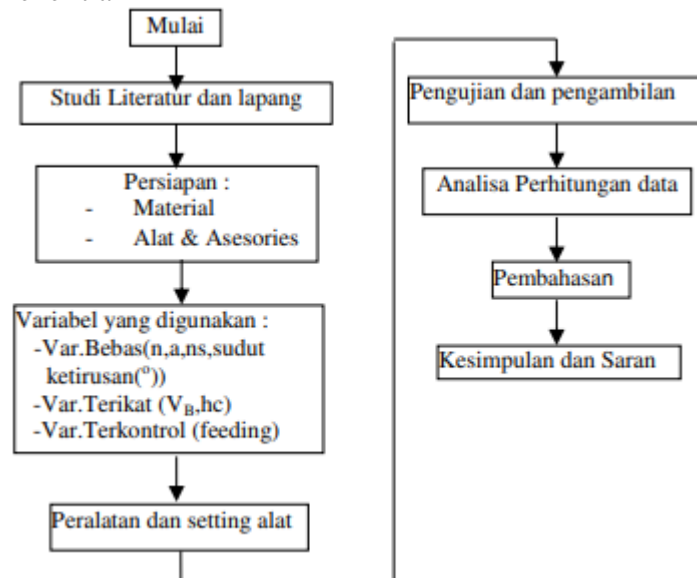 Mulai
Studi Literatur dan lapang
Persiapan :
- Material
- Alat & Asesories
Variabel yang digunakan :
-Var.Bebas(n,a,ns,sudut
ketirusan(°))
-Var.Terikat (V_B,hc)
-Var.Terkontrol (feeding)
Peralatan dan setting alat
Pengujian dan pengambilan
Analisa Perhitungan data
Pembahasan
Kesimpulan dan Saran